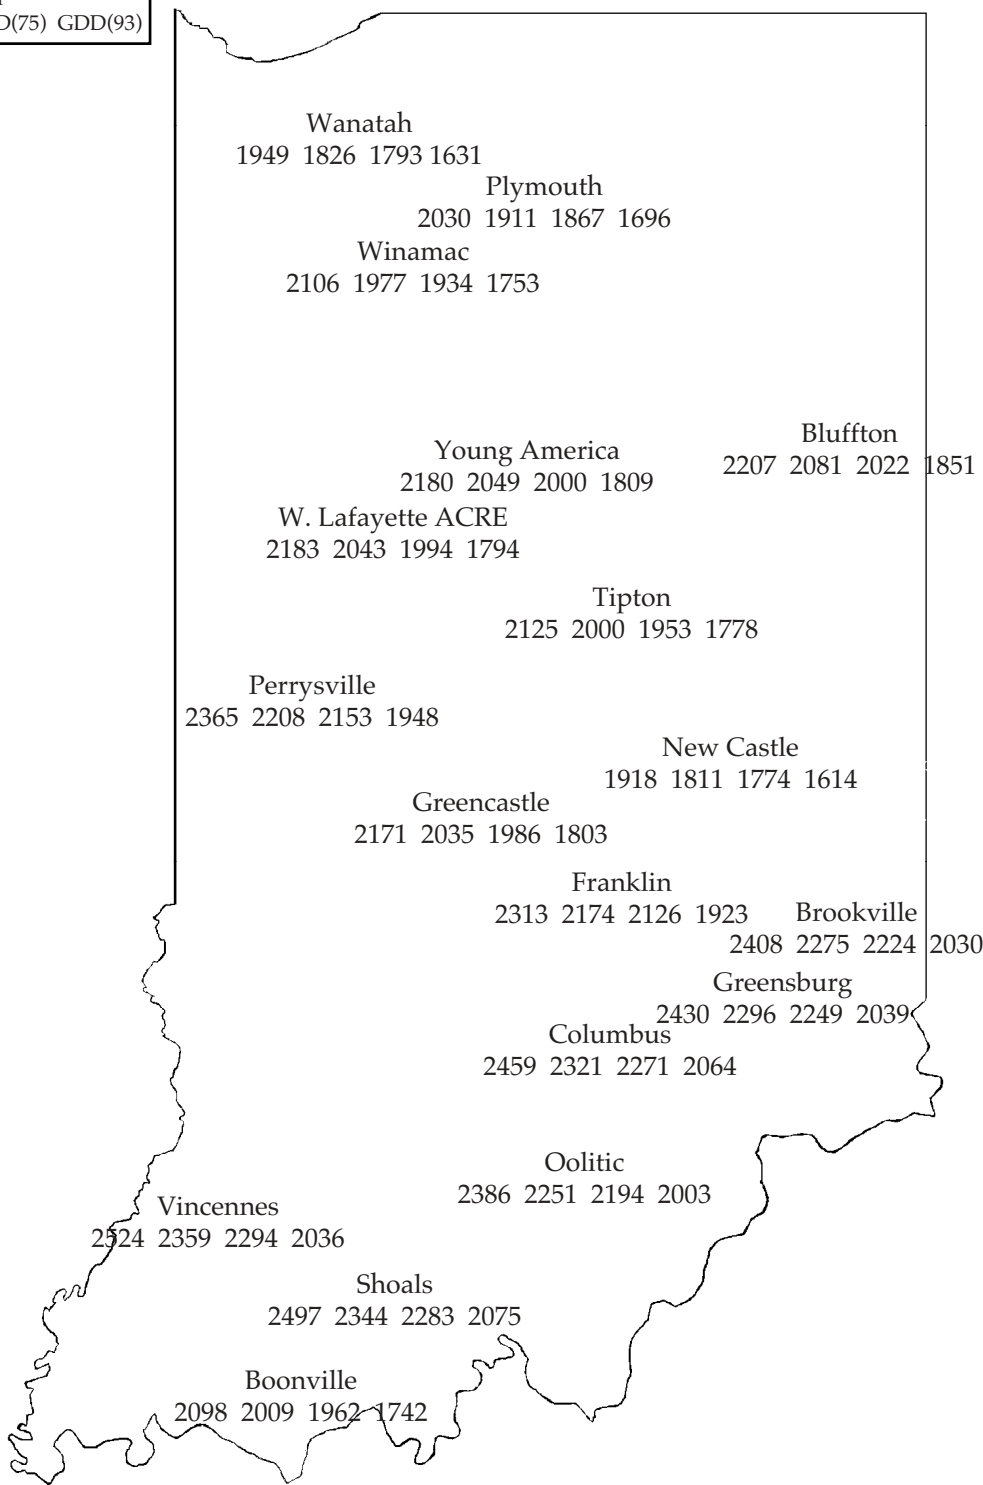 GDD(93)
Wanatah
1949 1826 1793 1631
Plymouth
2030 1911 1867 1696
Winamac
2106 1977 1934 1753
Bluffton
2207 2081 2022 1851
Young America
2180 2049 2000 1809
W. Lafayette ACRE
2183 2043 1994 1794
Tipton
2125 2000 1953 1778
Perrysville
2365 2208 2153 1948
New Castle
1918 1811 1774 1614
Greencastle
2171 2035 1986 1803
Franklin
2313 2174 2126 1923
Brookville
2408 2275 2224 2030
Greensburg
2430 2296 2249 2039
Columbus
2459 2321 2271 2064
Oolitic
2386 2251 2194 2003
Vincennes
2524 2359 2294 2036
Shoals
2497 2344 2283 2075
Boonville
2098 2009 1962 1742